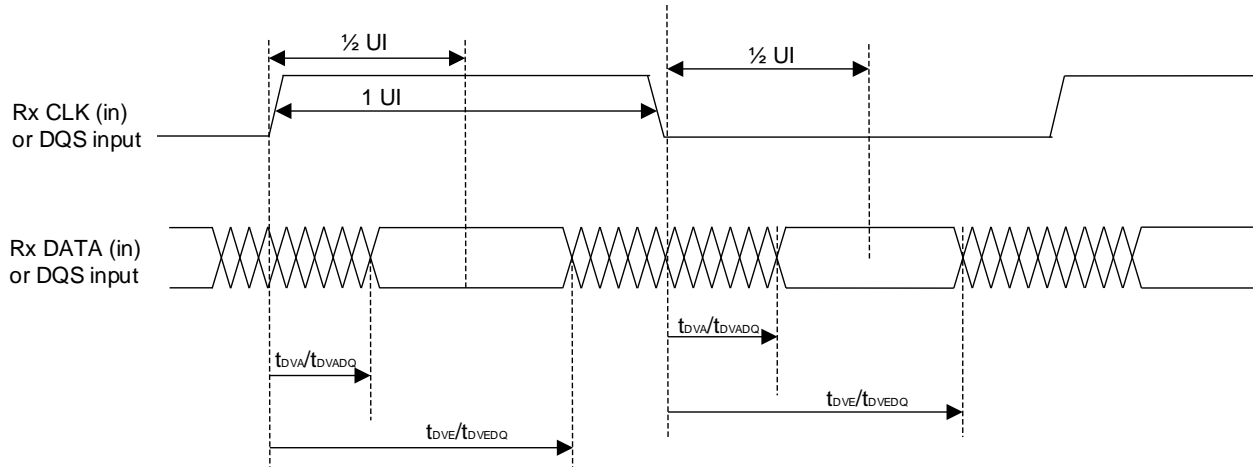 ½ UI
½ UI
1 UI
Rx CLK (in)
or DQS input
Rx DATA (in)
or DQS input
tDVA/tDVADQ
tDVA/tDVADQ
tDVE/tDVEDQ
tDVE/tDVEDQ